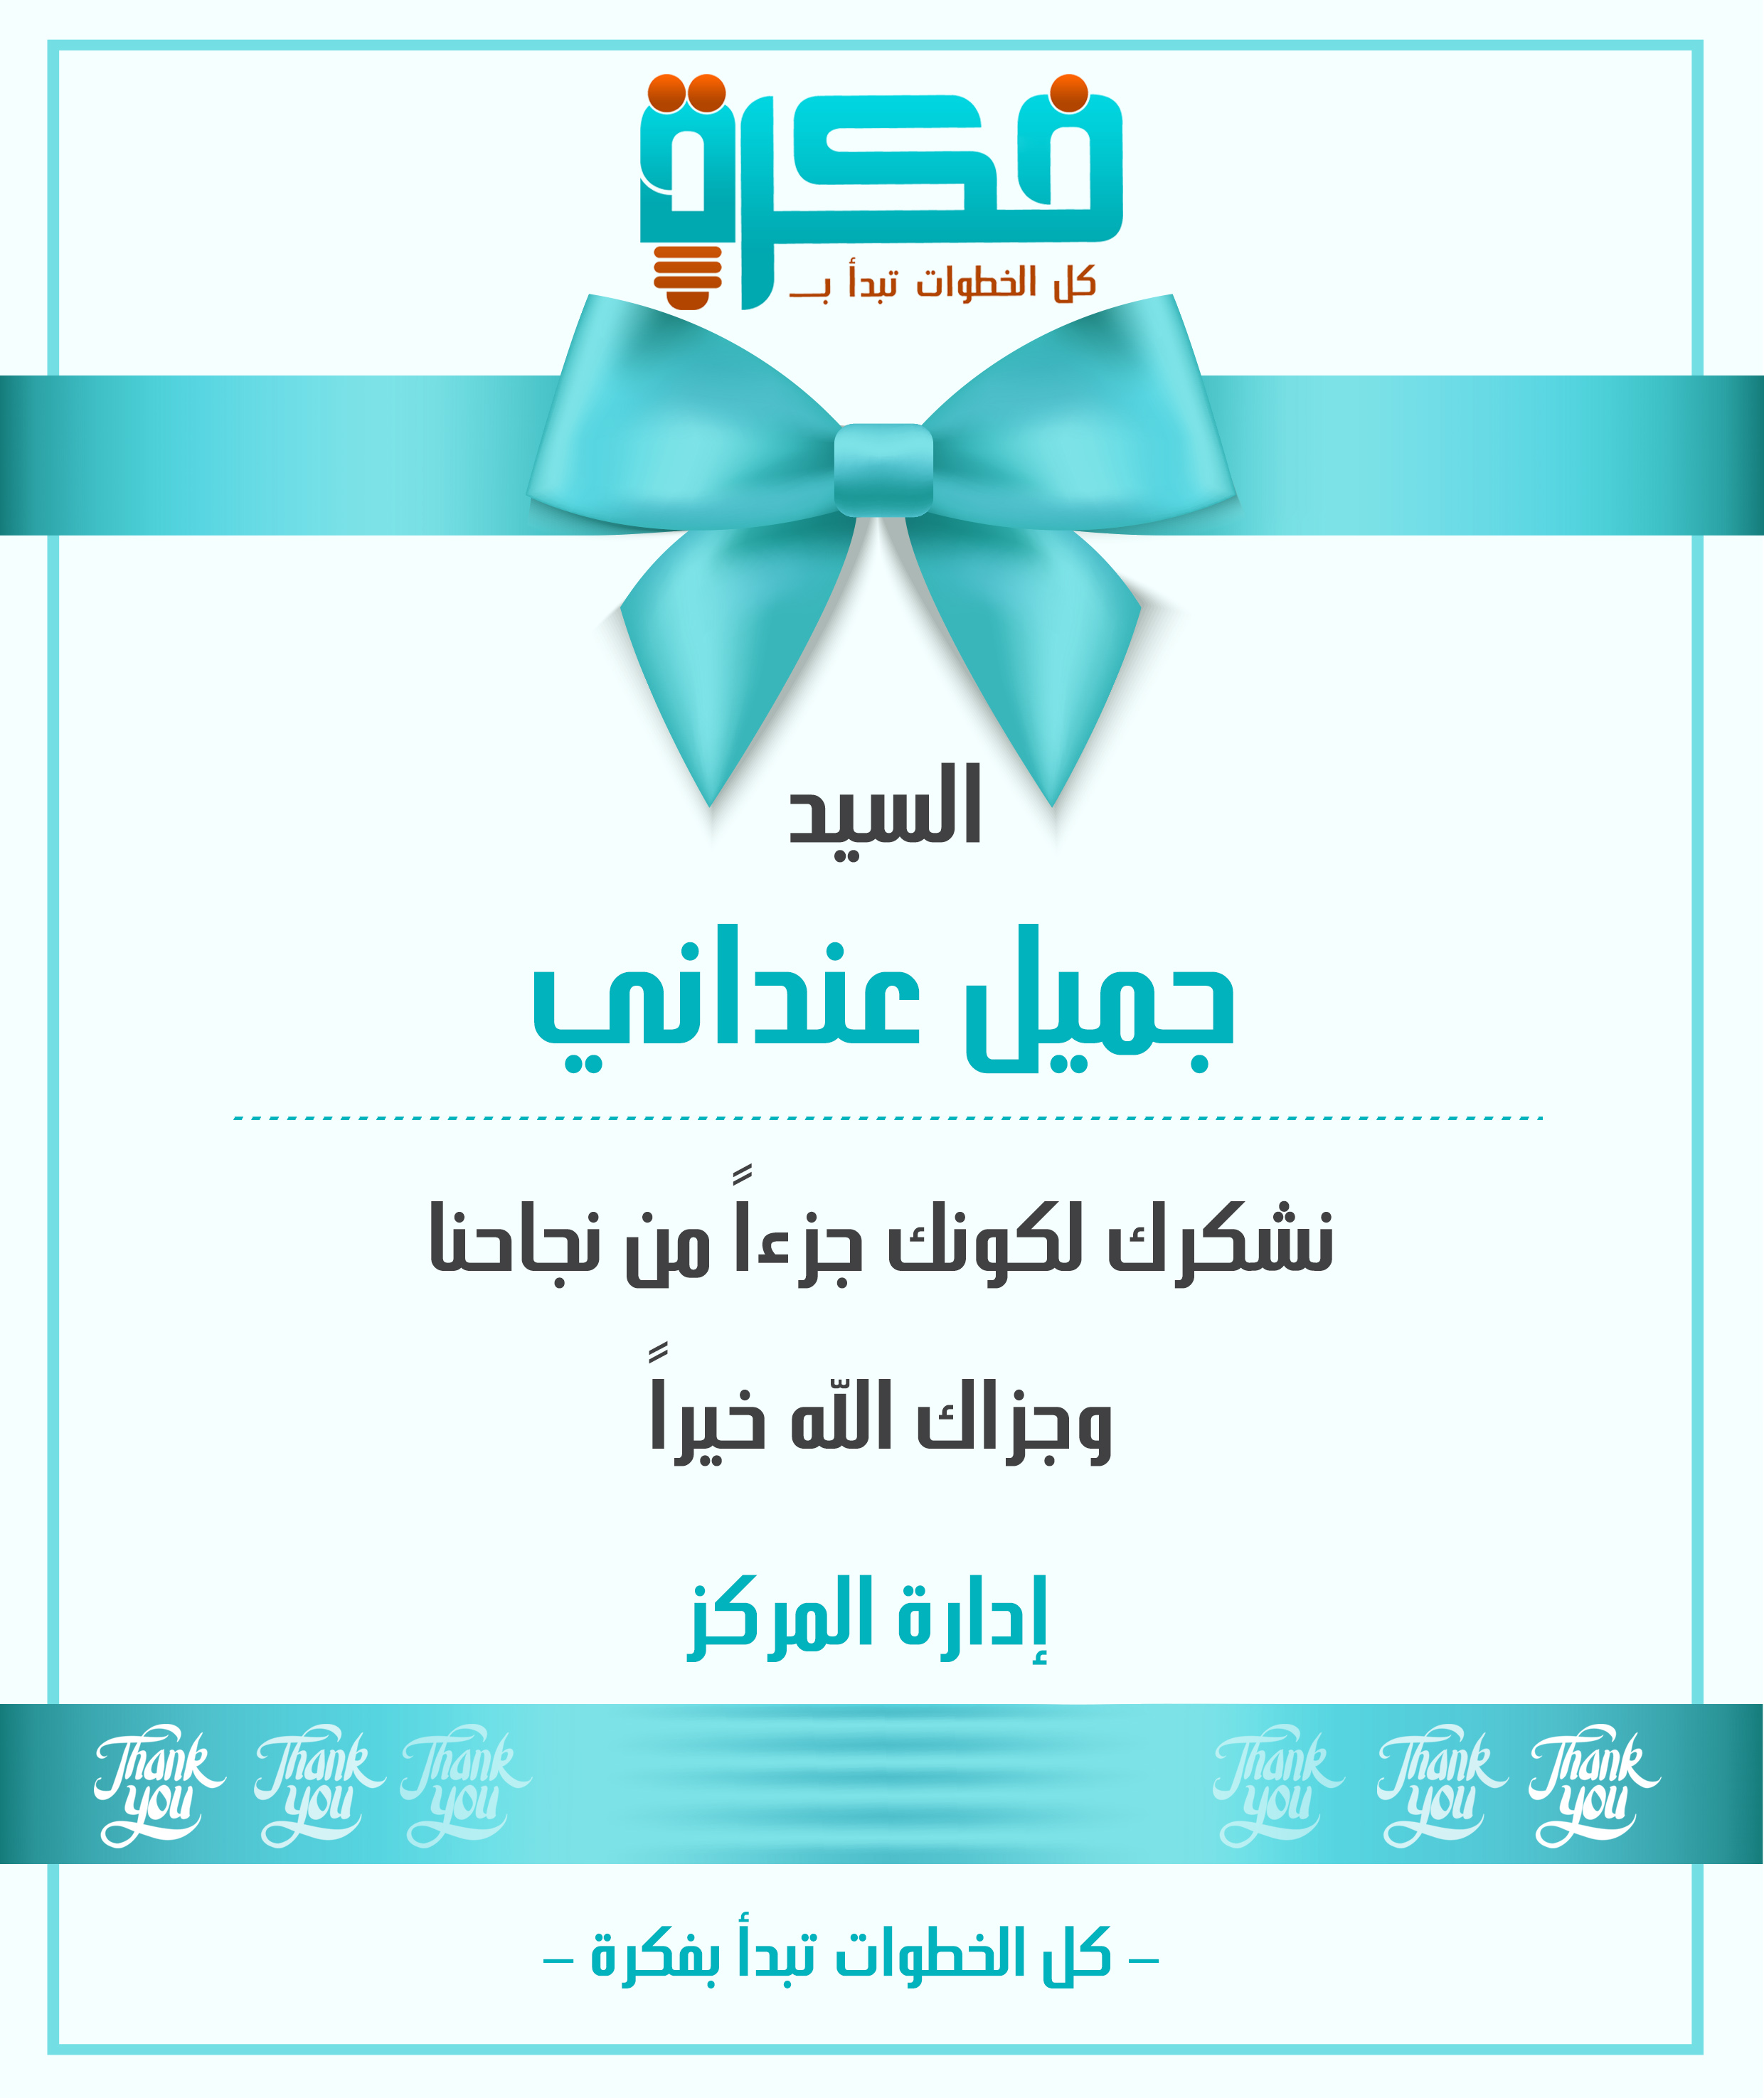 فكرة
كل الخطوات تبدأ بـ
السيد
جميل عنداني
نشكرك لكونك جزءاً من نجاحنا
وجزاك الله خيراً
إدارة المركز
Thank you Thank you Thank you Thank you Thank you Thank you
– كل الخطوات تبدأ بفكرة –